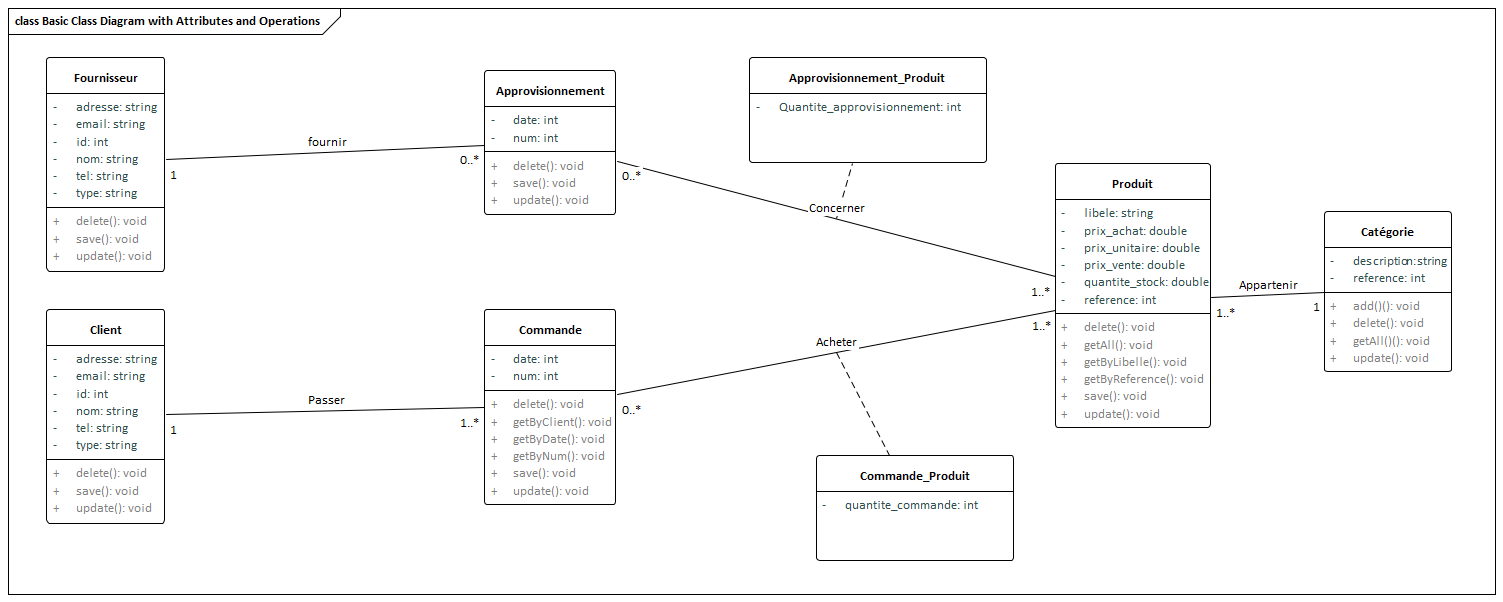 class Basic Class Diagram with Attributes and Operations
Fournisseur
- adresse: string
- email: string
- id: int
- nom: string
- tel: string
- type: string
+ delete(): void
+ save(): void
+ update(): void
fournir
1
0..*
Approvisionnement
- date: int
- num: int
+ delete(): void
+ save(): void
+ update(): void
0..*
Concerner
1..*
Approvisionnement_Produit
- Quantite_approvisionnement: int
Produit
- libele: string
- prix_achat: double
- prix_unitaire: double
- prix_vente: double
- quantite_stock: double
- reference: int
+ delete(): void
+ getAll(): void
+ getByLibelle(): void
+ getByReference(): void
+ save(): void
+ update(): void
Appartenir
1..*
1
Catégorie
- description:string
- reference: int
+ add()(): void
+ delete(): void
+ getAll()(): void
+ update(): void
Client
- adresse: string
- email: string
- id: int
- nom: string
- tel: string
- type: string
+ delete(): void
+ save(): void
+ update(): void
Passer
1
1..*
Commande
- date: int
- num: int
+ delete(): void
+ getByClient(): void
+ getByDate(): void
+ getByNum(): void
+ save(): void
+ update(): void
0..*
Acheter
1..*
Commande_Produit
- quantite_commande: int